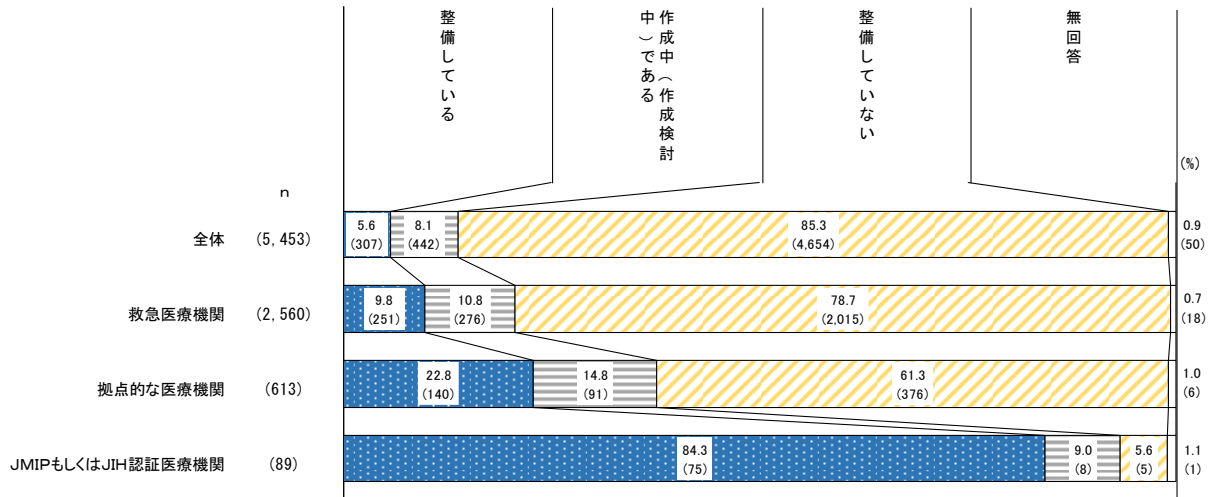 整備している
作成中（作成検討
中）である
整備していない
無回答
(%)
n
全体 (5,453) 5.6 (307) 8.1 (442) 85.3 (4,654) 0.9 (50)
救急医療機関 (2,560) 9.8 (251) 10.8 (276) 78.7 (2,015) 0.7 (18)
拠点的な医療機関 (613) 22.8 (140) 14.8 (91) 61.3 (376) 1.0 (6)
JMIPもしくはJIH認証医療機関 (89) 84.3 (75) 9.0 (8) 5.6 (5) 1.1 (1)